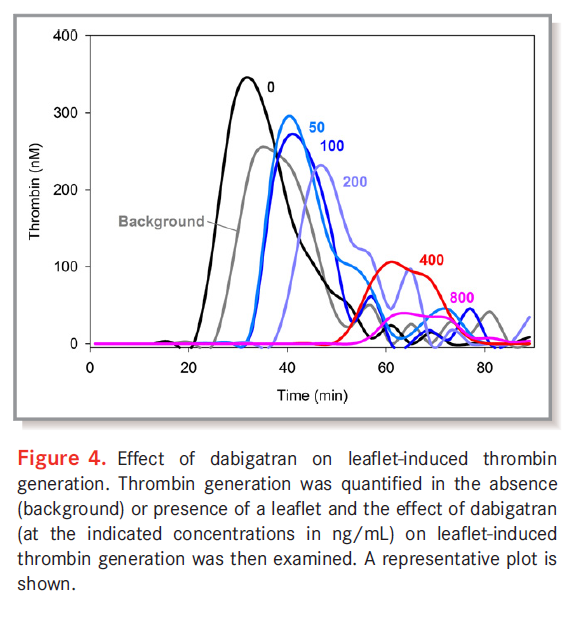 400
300
200
100
0
Thrombin (nM)
0
50
100
200
Background
400
800
0
20
40
60
80
Time (min)
Figure 4. Effect of dabigatran on leaflet-induced thrombin
generation. Thrombin generation was quantified in the absence
(background) or presence of a leaflet and the effect of dabigatran
(at the indicated concentrations in ng/mL) on leaflet-induced
thrombin generation was then examined. A representative plot is
shown.